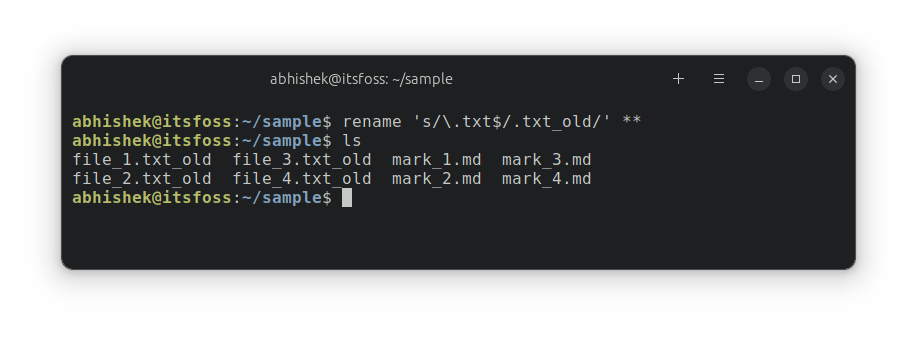 abhishek@itsfoss: ~/sample
abhishek@itsfoss:~/sample$ rename 's/\.txt$/.txt_old/' **
abhishek@itsfoss:~/sample$ ls
file_1.txt_old  file_3.txt_old  mark_1.md  mark_3.md
file_2.txt_old  file_4.txt_old  mark_2.md  mark_4.md
abhishek@itsfoss:~/sample$